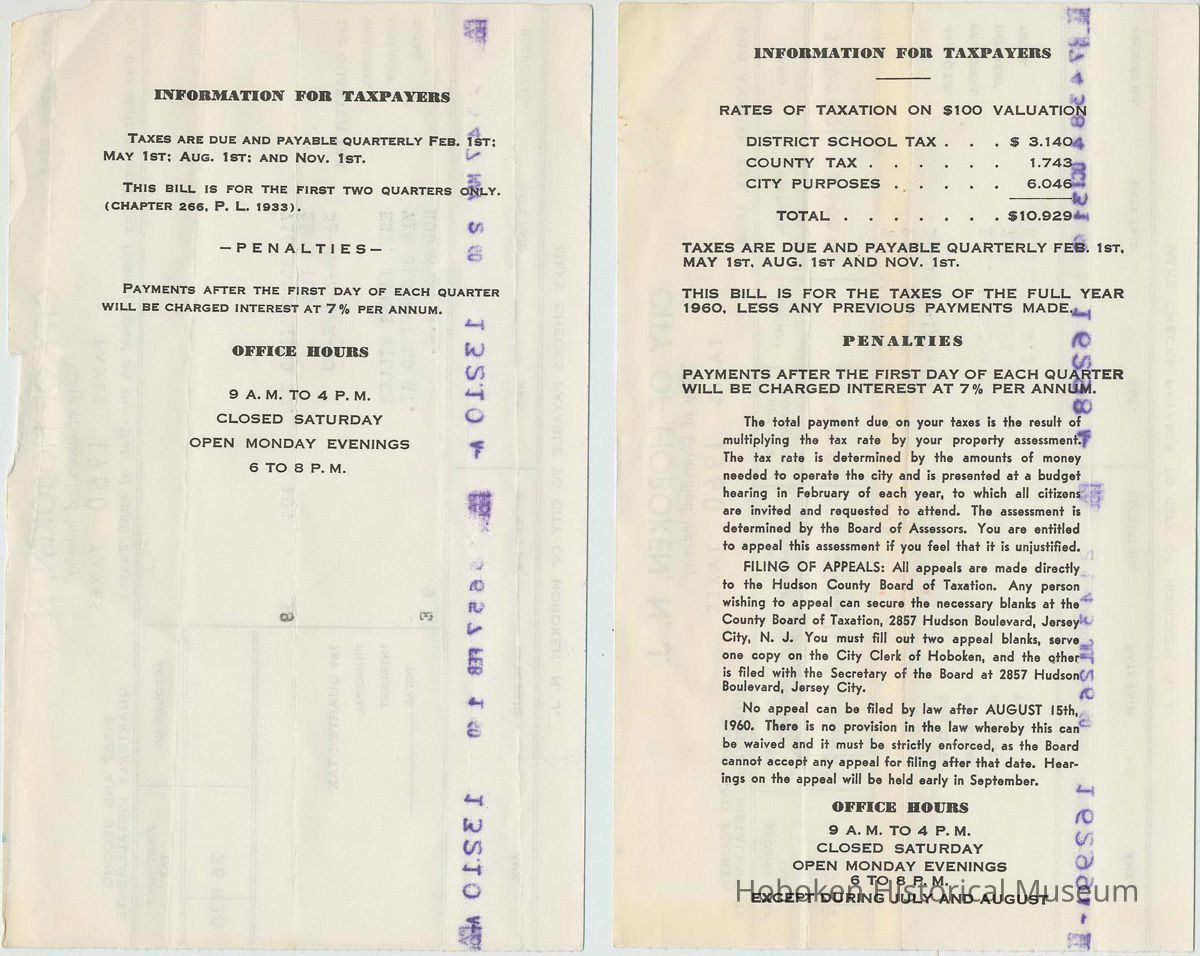 INFORMATION FOR TAXPAYERS
TAXES ARE DUE AND PAYABLE QUARTERLY FEB. 1ST;
MAY 1ST; AUG. 1ST; AND NOV. 1ST.
THIS BILL IS FOR THE FIRST TWO QUARTERS ONLY.
(CHAPTER 266, P. L. 1933).
—PENALTIES—
PAYMENTS AFTER THE FIRST DAY OF EACH QUARTER
WILL BE CHARGED INTEREST AT 7% PER ANNUM.
OFFICE HOURS
9 A. M. TO 4 P. M.
CLOSED SATURDAY
OPEN MONDAY EVENINGS
6 TO 8 P. M.
13210
13210
INFORMATION FOR TAXPAYERS
RATES OF TAXATION ON $100 VALUATION
DISTRICT SCHOOL TAX . . . $ 3.140
COUNTY TAX . . . . . . 1.743
CITY PURPOSES . . . . . 6.046
TOTAL . . . . . . . $10.929
TAXES ARE DUE AND PAYABLE QUARTERLY FEB. 1ST,
MAY 1ST, AUG. 1ST AND NOV. 1ST.
THIS BILL IS FOR THE TAXES OF THE FULL YEAR
1960, LESS ANY PREVIOUS PAYMENTS MADE.
PENALTIES
PAYMENTS AFTER THE FIRST DAY OF EACH QUARTER
WILL BE CHARGED INTEREST AT 7% PER ANNUM.
The total payment due on your taxes is the result of
multiplying the tax rate by your property assessment.
The tax rate is determined by the amounts of money
needed to operate the city and is presented at a budget
hearing in February of each year, to which all citizens
are invited and requested to attend. The assessment is
determined by the Board of Assessors. You are entitled
to appeal this assessment if you feel that it is unjustified.
FILING OF APPEALS: All appeals are made directly
to the Hudson County Board of Taxation. Any person
wishing to appeal can secure the necessary blanks at the
County Board of Taxation, 2857 Hudson Boulevard, Jersey
City, N. J. You must fill out two appeal blanks, serve
one copy on the City Clerk of Hoboken, and the other
is filed with the Secretary of the Board at 2857 Hudson
Boulevard, Jersey City.
No appeal can be filed by law after AUGUST 15th,
1960. There is no provision in the law whereby this can
be waived and it must be strictly enforced, as the Board
cannot accept any appeal for filing after that date. Hear-
ings on the appeal will be held early in September.
OFFICE HOURS
9 A. M. TO 4 P. M.
CLOSED SATURDAY
OPEN MONDAY EVENINGS
6 TO 8 P. M.
EXCEPT DURING JULY AND AUGUST
Hoboken Historical Museum